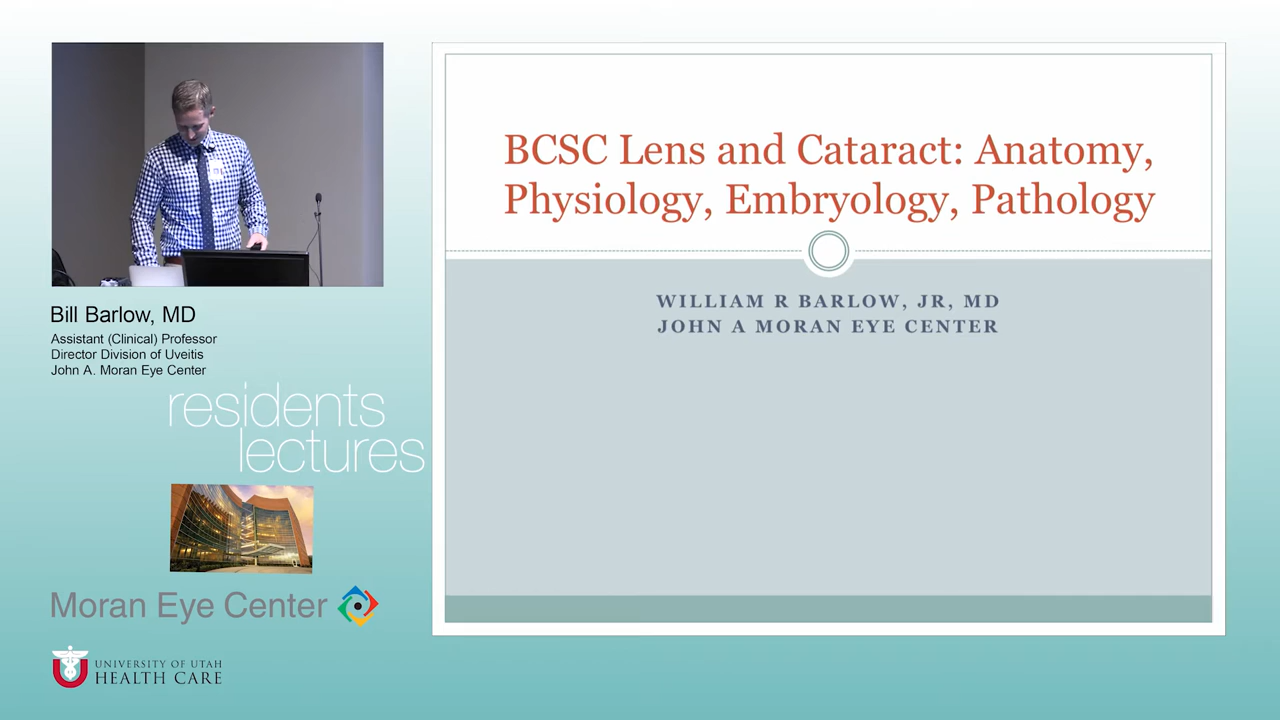 BCSC Lens and Cataract: Anatomy,
Physiology, Embryology, Pathology
WILLIAM R BARLOW, JR, MD
JOHN A MORAN EYE CENTER
Bill Barlow, MD
Assistant (Clinical) Professor
Director Division of Uveitis
John A. Moran Eye Center
residents
lectures
Moran Eye Center
UNIVERSITY OF UTAH
HEALTH CARE